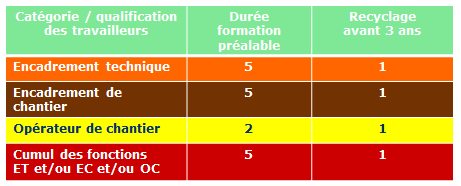 Catégorie / qualification des travailleurs
Durée formation préalable
Recyclage avant 3 ans
Encadrement technique 5 1
Encadrement de chantier 5 1
Opérateur de chantier 2 1
Cumul des fonctions ET et/ou EC et/ou OC 5 1